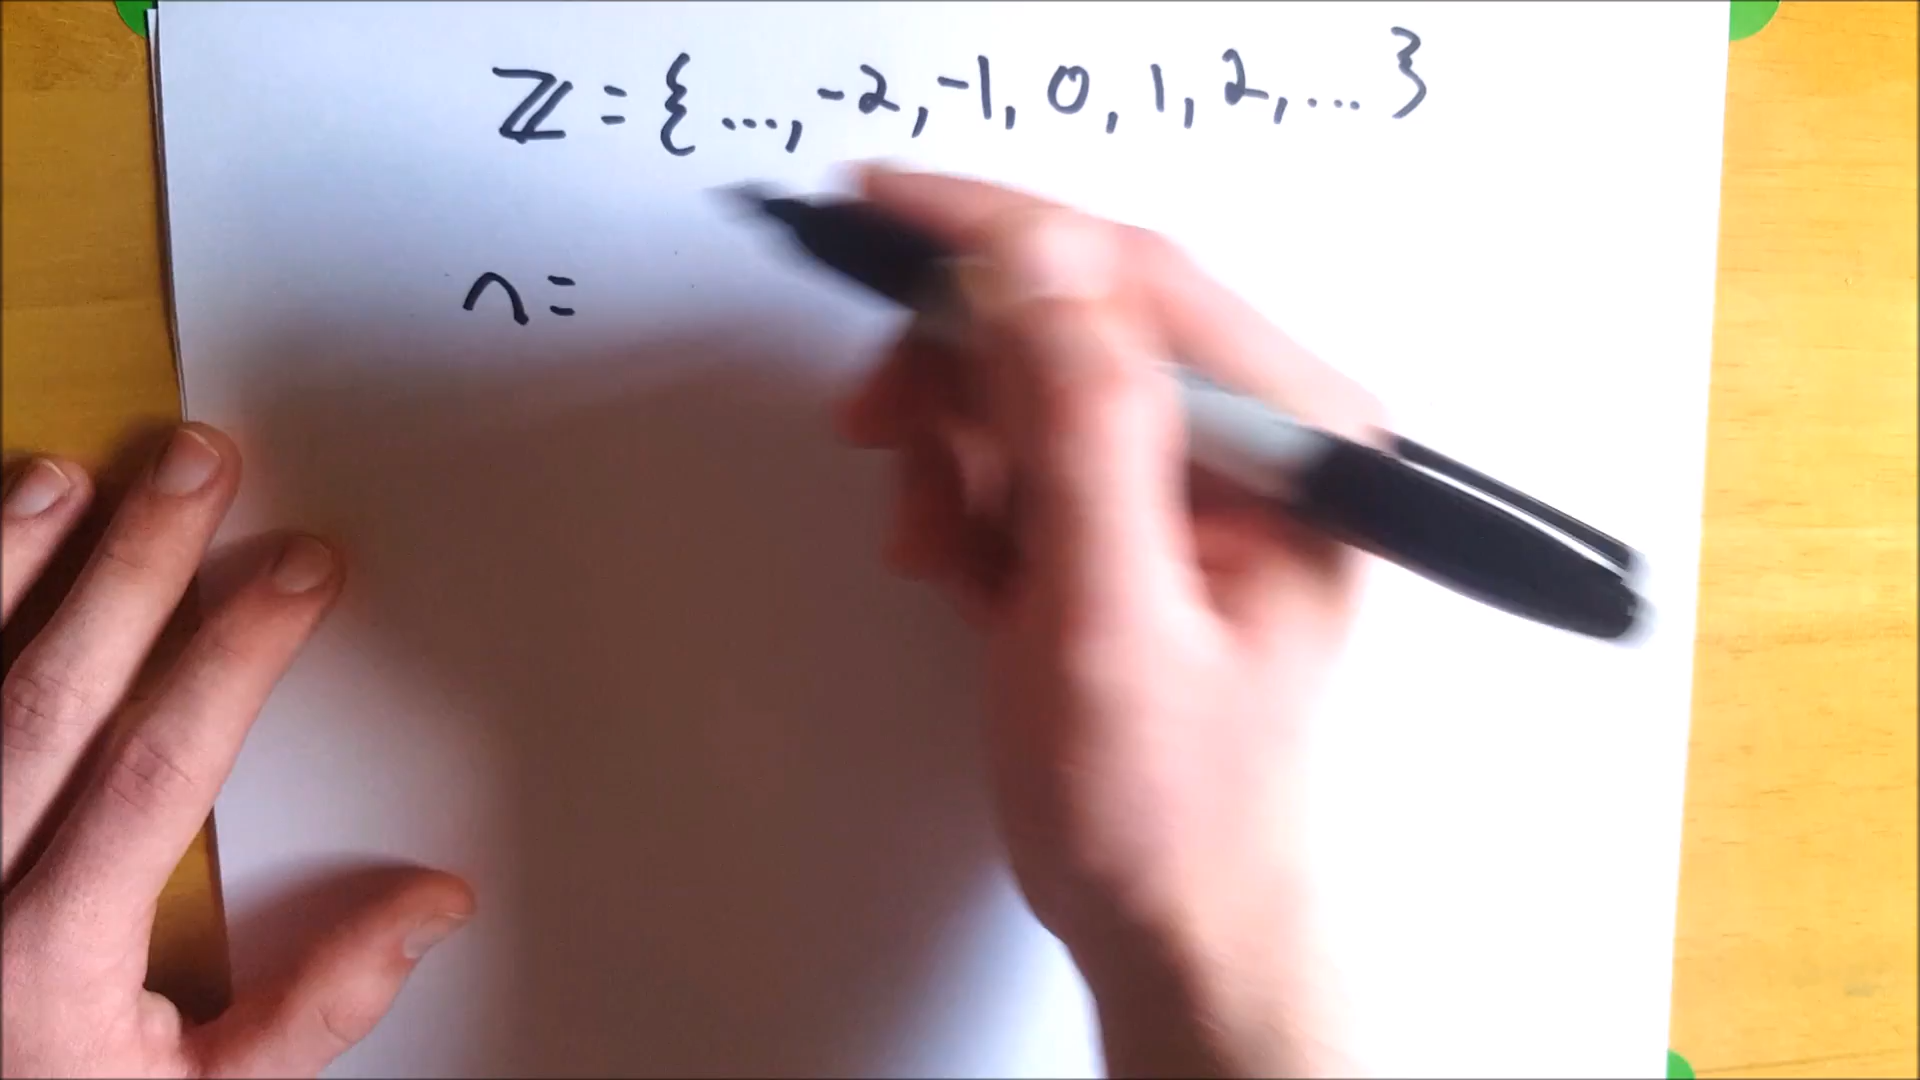 ℤ = { ..., -2, -1, 0, 1, 2, ... }
n =